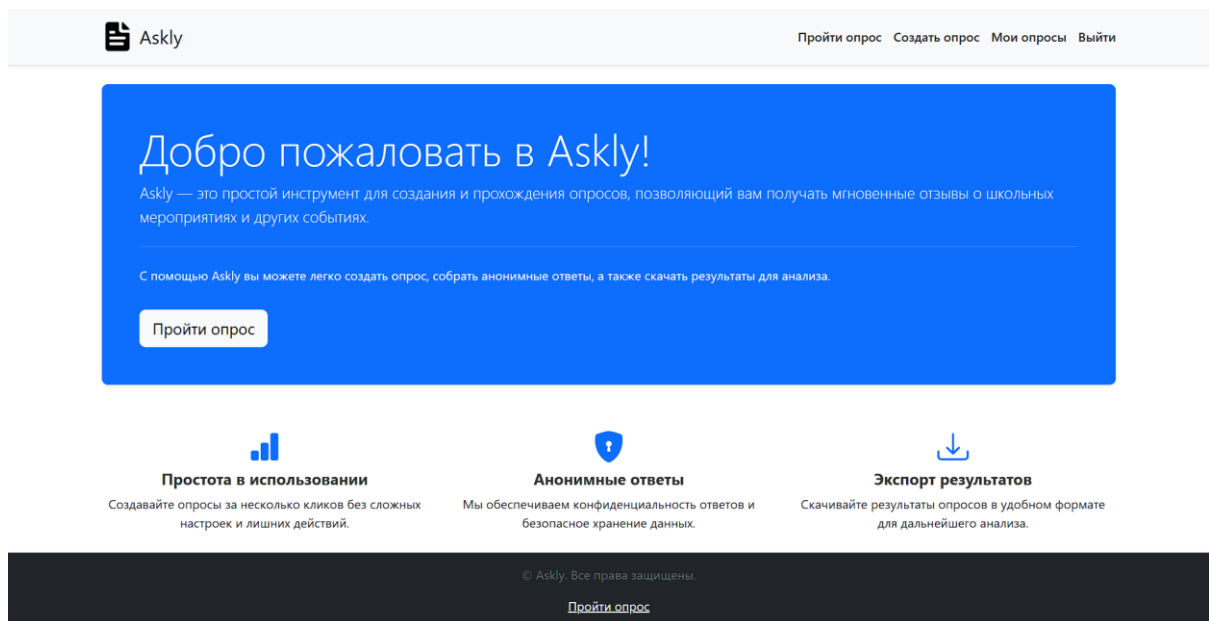 Askly
Пройти опрос Создать опрос Мои опросы Выйти
Добро пожаловать в Askly!
Askly — это простой инструмент для создания и прохождения опросов, позволяющий вам получать мгновенные отзывы о школьных
мероприятиях и других событиях.
С помощью Askly вы можете легко создать опрос, собрать анонимные ответы, а также скачать результаты для анализа.
Пройти опрос
Простота в использовании
Создавайте опросы за несколько кликов без сложных
настроек и лишних действий.
Анонимные ответы
Мы обеспечиваем конфиденциальность ответов и
безопасное хранение данных.
Экспорт результатов
Скачивайте результаты опросов в удобном формате
для дальнейшего анализа.
© Askly. Все права защищены.
Пройти опрос